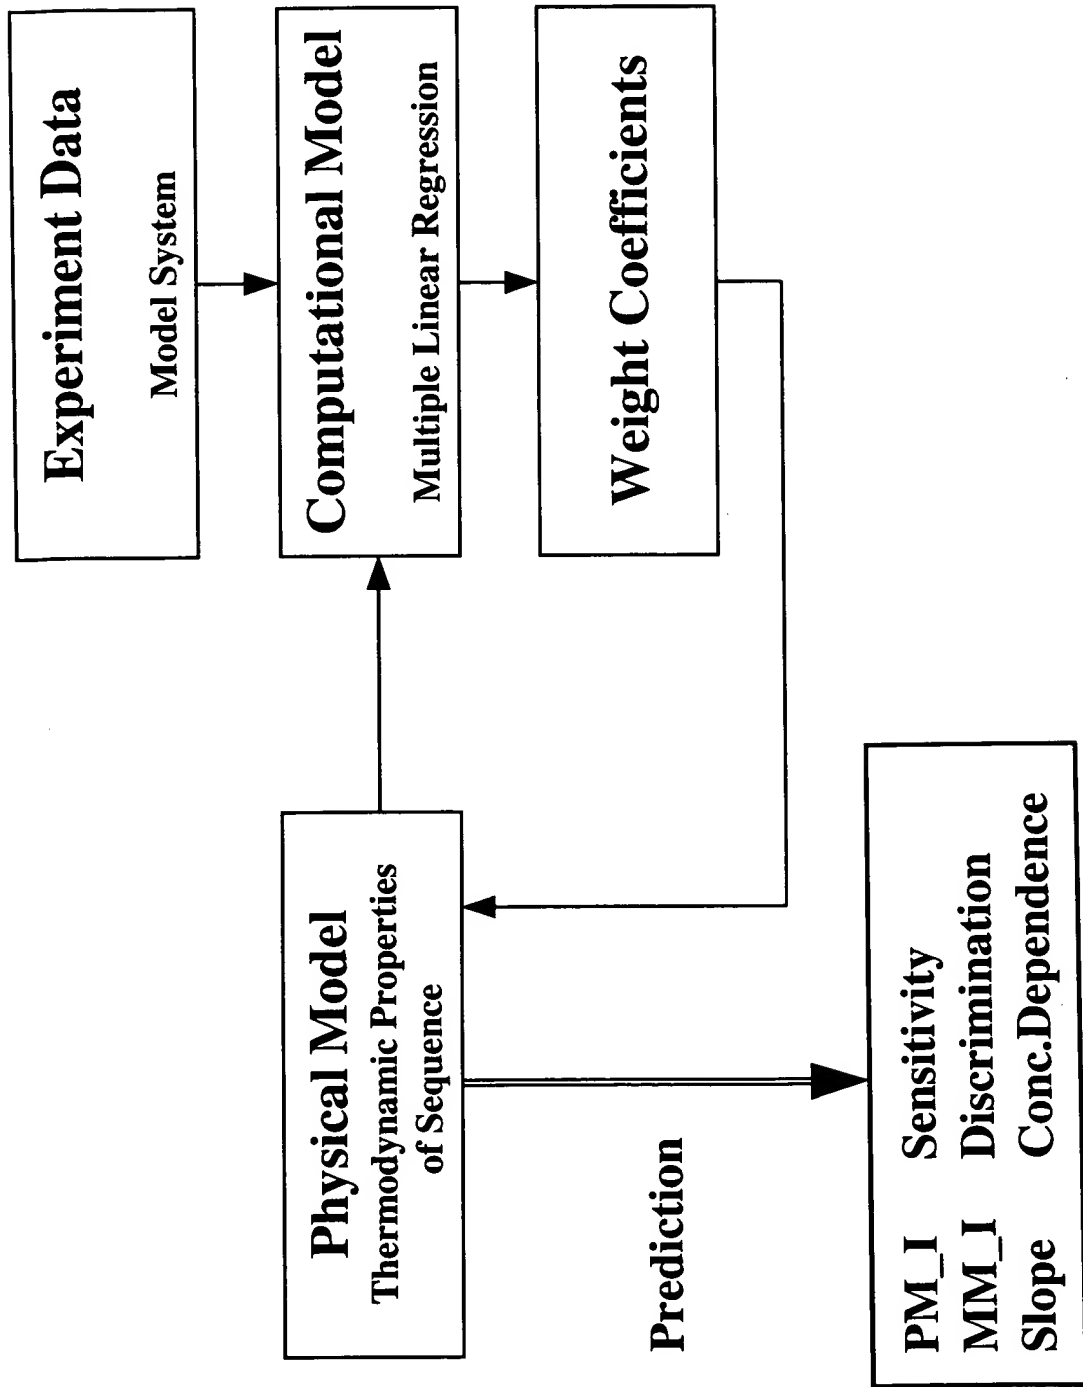 Experiment Data
Model System
Physical Model
Thermodynamic Properties
of Sequence
Computational Model
Multiple Linear Regression
Weight Coefficients
Prediction
PM_I Sensitivity
MM_I Discrimination
Slope Conc.Dependence